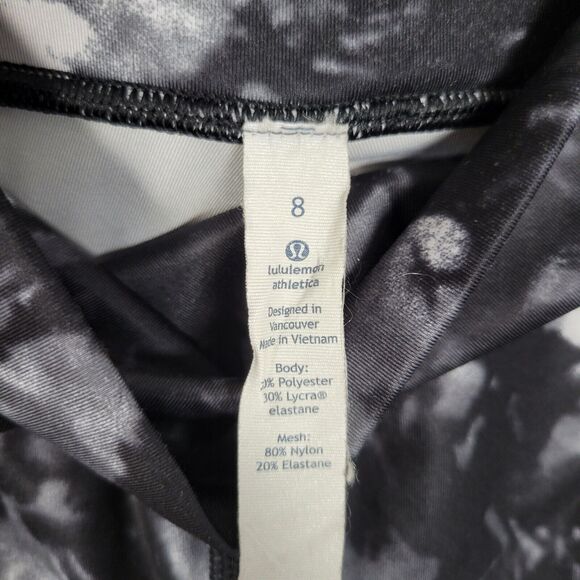 8
lululemon
athletica
Designed in
Vancouver
Made in Vietnam
Body:
0% Polyester
30% Lycra®
elastane
Mesh:
80% Nylon
20% Elastane